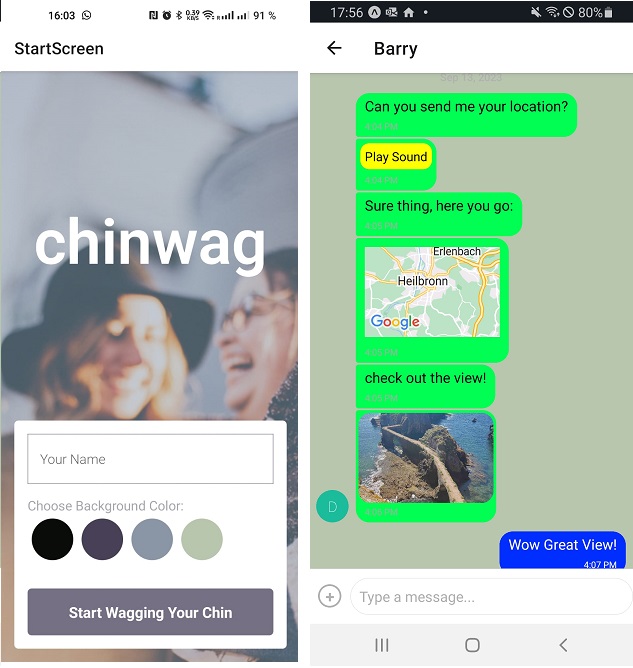 16:03 0.39 KB/S R 91 %
StartScreen
chinwag
Your Name
Choose Background Color:
Start Wagging Your Chin
17:56 80%
Barry
Sep 13, 2023
Can you send me your location?
4:04 PM
Play Sound
4:04 PM
Sure thing, here you go:
4:05 PM
Erlenbach
Heilbronn
Google
4:05 PM
check out the view!
4:05 PM
4:06 PM
D
Wow Great View!
4:07 PM
Type a message...